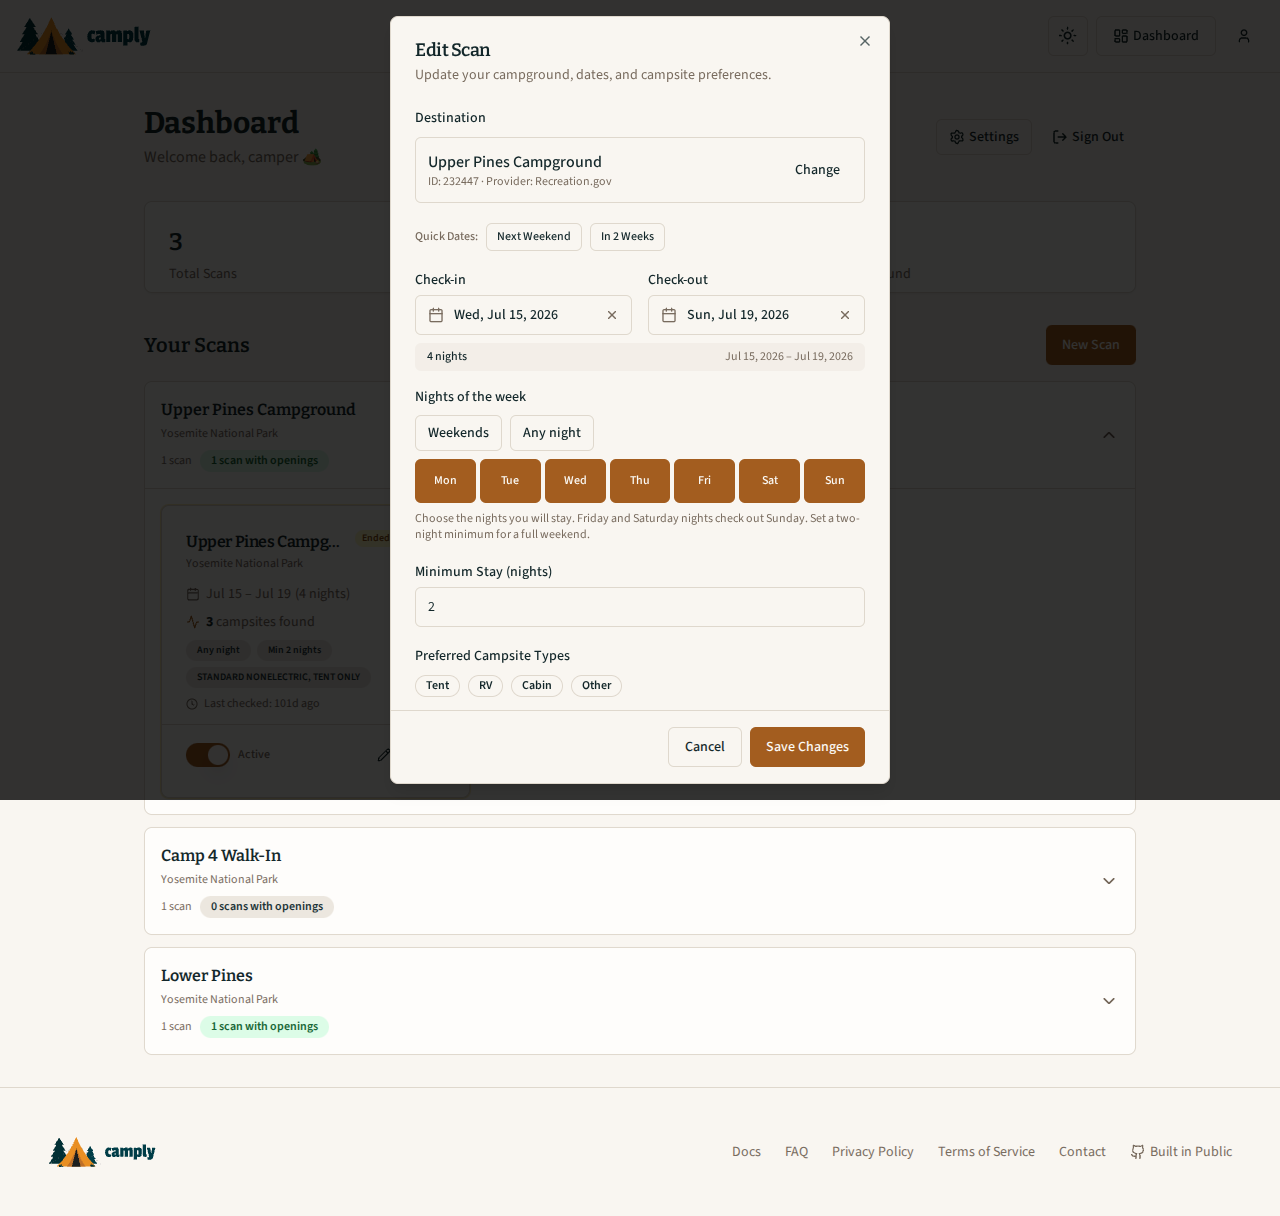 camply
Dashboard
Dashboard
Welcome back, camper
Settings
Sign Out
3
Total Scans
Your Scans
New Scan
Upper Pines Campground
Yosemite National Park
1 scan
1 scan with openings
Upper Pines Campg...
Ended
Yosemite National Park
Jul 15 – Jul 19 (4 nights)
3 campsites found
Any night
Min 2 nights
STANDARD NONELECTRIC, TENT ONLY
Last checked: 101d ago
Active
Edit Scan
Update your campground, dates, and campsite preferences.
Destination
Upper Pines Campground
ID: 232447 · Provider: Recreation.gov
Change
Quick Dates:
Next Weekend
In 2 Weeks
Check-in
Check-out
Wed, Jul 15, 2026
Sun, Jul 19, 2026
4 nights
Jul 15, 2026 – Jul 19, 2026
Nights of the week
Weekends
Any night
Mon
Tue
Wed
Thu
Fri
Sat
Sun
Choose the nights you will stay. Friday and Saturday nights check out Sunday. Set a two-
night minimum for a full weekend.
Minimum Stay (nights)
2
Preferred Campsite Types
Tent
RV
Cabin
Other
Cancel
Save Changes
Camp 4 Walk-In
Yosemite National Park
1 scan
0 scans with openings
Lower Pines
Yosemite National Park
1 scan
1 scan with openings
camply
Docs
FAQ
Privacy Policy
Terms of Service
Contact
Built in Public